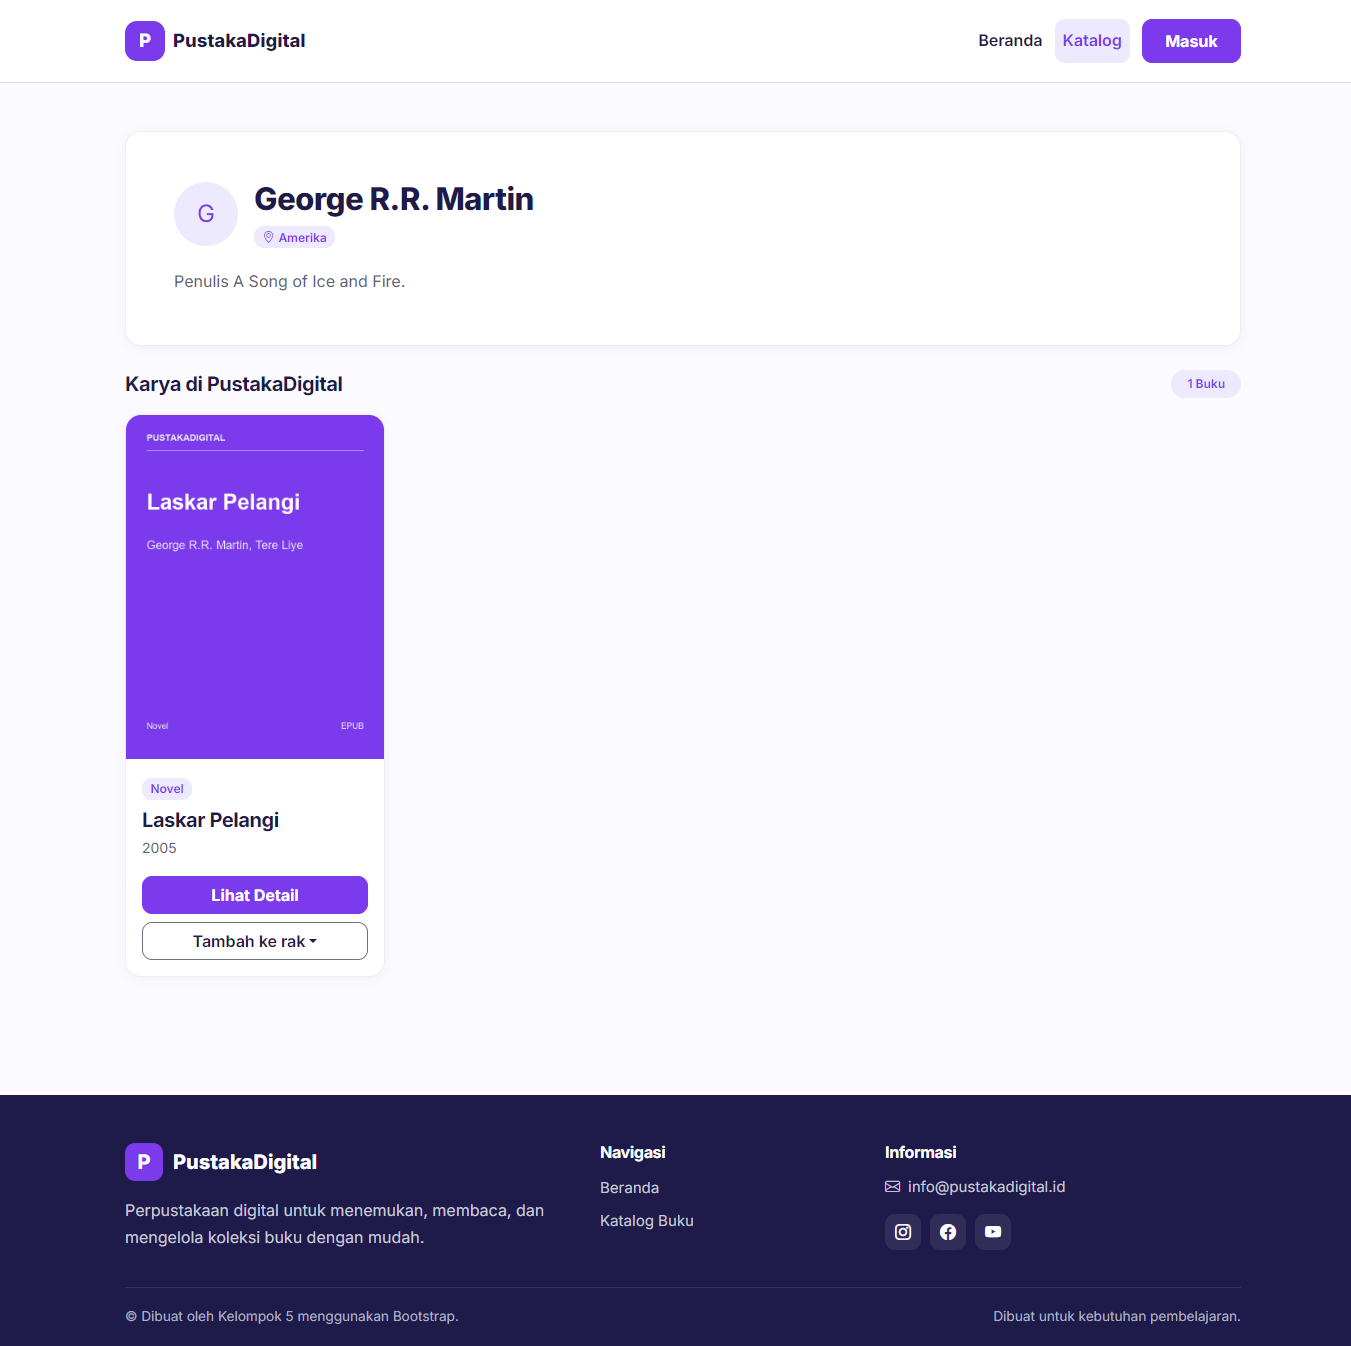 P PustakaDigital
Beranda Katalog Masuk
G
George R.R. Martin
Amerika
Penulis A Song of Ice and Fire.
Karya di PustakaDigital
1 Buku
PUSTAKADIGITAL
Laskar Pelangi
George R.R. Martin, Tere Liye
Novel EPUB
Novel
Laskar Pelangi
2005
Lihat Detail
Tambah ke rak
P PustakaDigital
Perpustakaan digital untuk menemukan, membaca, dan
mengelola koleksi buku dengan mudah.
Navigasi
Beranda
Katalog Buku
Informasi
info@pustakadigital.id
© Dibuat oleh Kelompok 5 menggunakan Bootstrap.
Dibuat untuk kebutuhan pembelajaran.